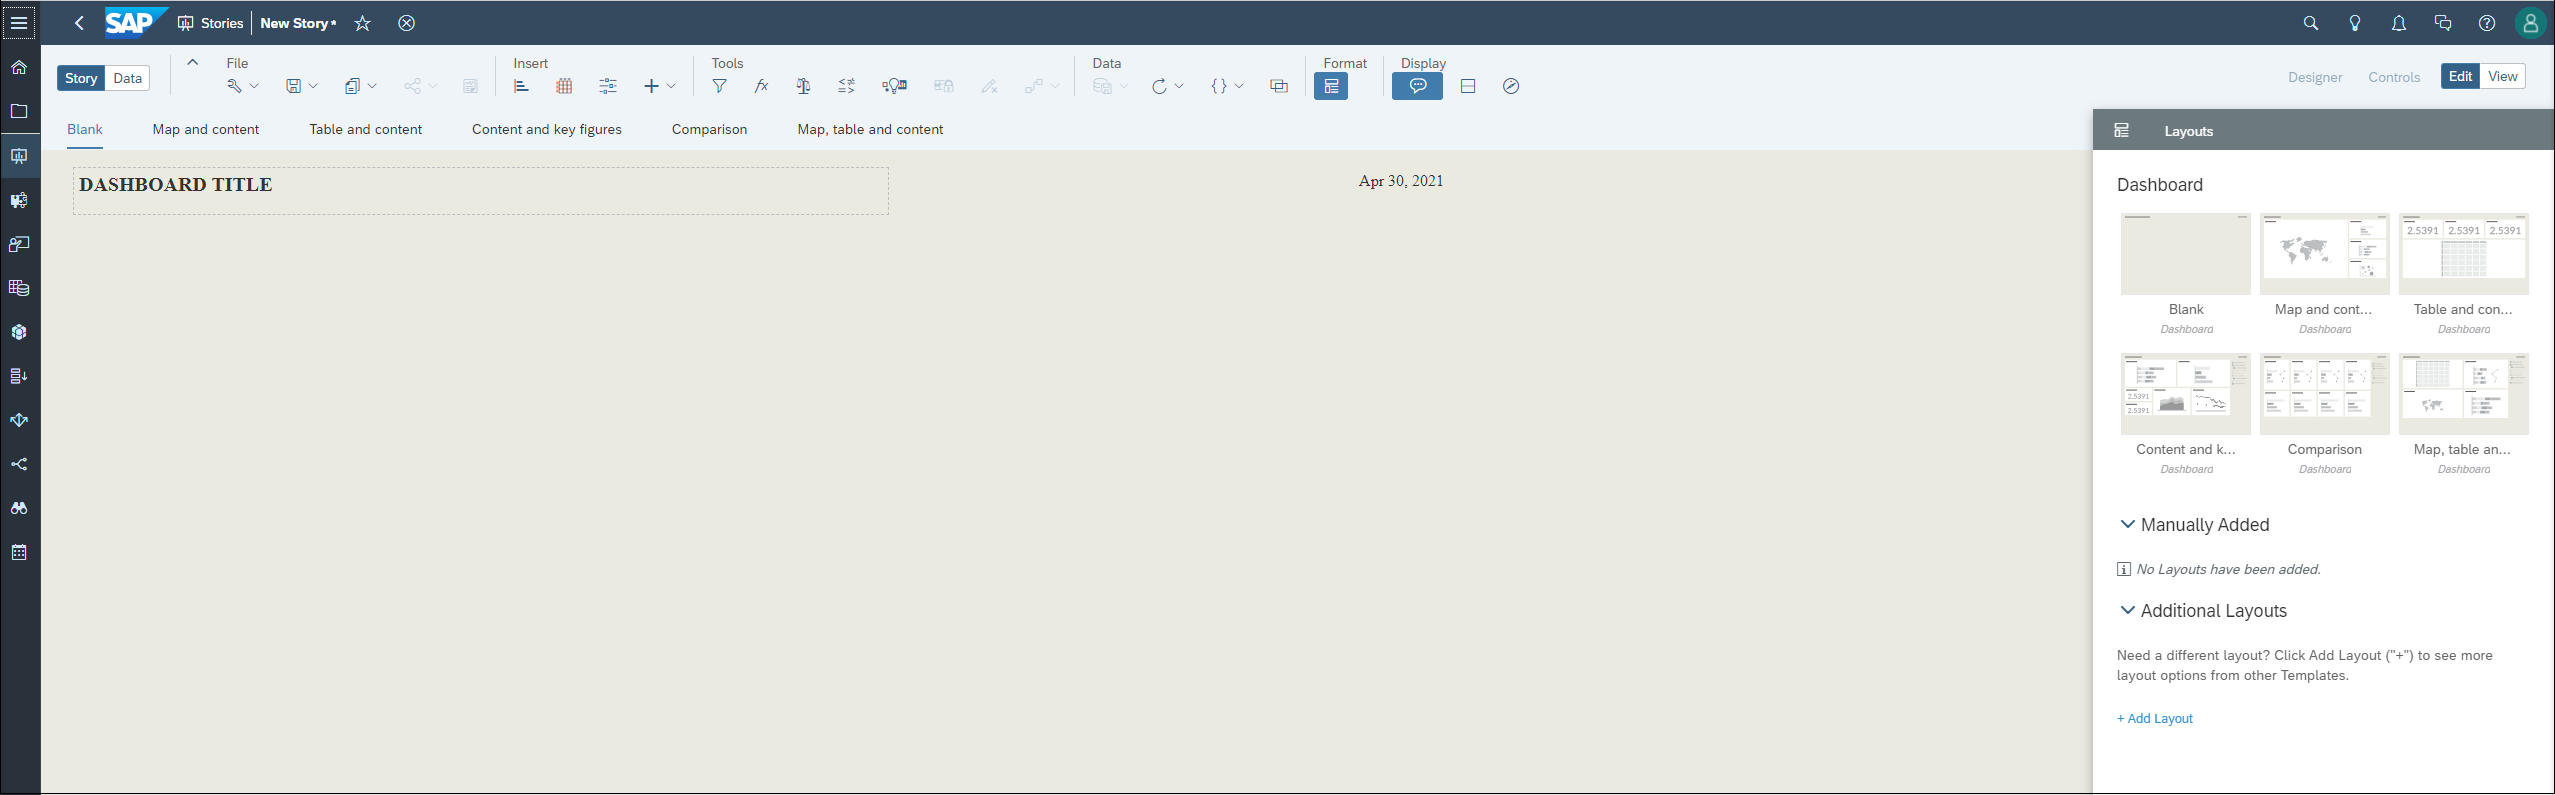 SAP Stories New Story * 
Story Data
File
Insert
Tools
Data
Format
Display
Designer Controls Edit View
Blank Map and content Table and content Content and key figures Comparison Map, table and content
DASHBOARD TITLE
Apr 30, 2021
Layouts
Dashboard
2.5391 2.5391 2.5391
Blank Map and cont... Table and con...
Dashboard Dashboard Dashboard
2.5391
2.5391
Content and k... Comparison Map, table an...
Dashboard Dashboard Dashboard
Manually Added
No Layouts have been added.
Additional Layouts
Need a different layout? Click Add Layout ("+") to see more
layout options from other Templates.
+ Add Layout